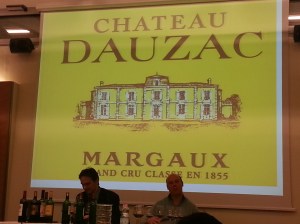 CHATEAU
DAUZAC
MARGAUX
GRAND CRU CLASSÉ EN 1855